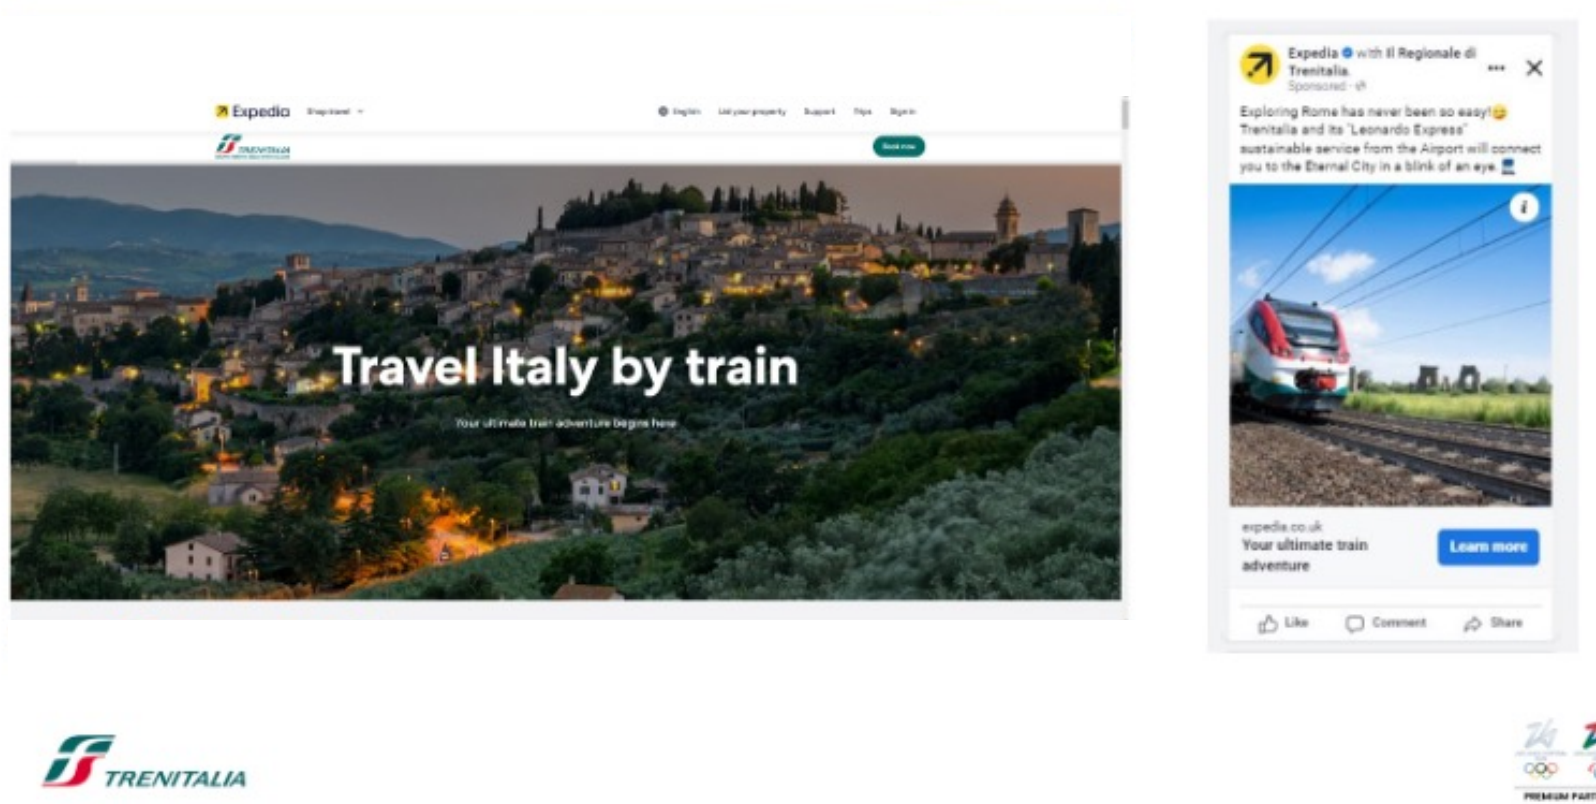 Expedia
Shop travel
English
List your property
Support
Trips
Sign in
TRENITALIA
Book now
Travel Italy by train
Your ultimate train adventure begins here
Expedia with Il Regionale di
Trenitalia.
Sponsored ·
Exploring Rome has never been so easy!😊
Trenitalia and its "Leonardo Express"
sustainable service from the Airport will connect
you to the Eternal City in a blink of an eye. 🚆
i
expedia.co.uk
Your ultimate train
adventure
Learn more
Like
Comment
Share
TRENITALIA
PREMIUM